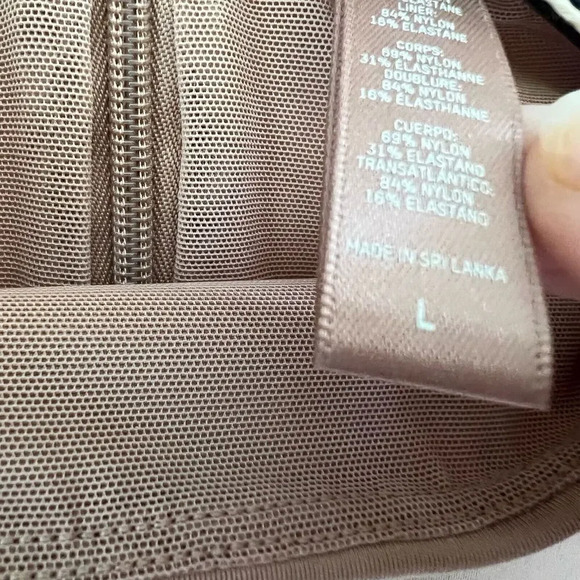 ELASTANE
LINER:
84% NYLON
16% ELASTANE
CORPS:
69% NYLON
31% ÉLASTHANNE
DOUBLURE:
84% NYLON
16% ÉLASTHANNE
CUERPO:
69% NYLON
31% ELASTANO
TRANSATLÁNTICO:
84% NYLON
16% ELASTANO
MADE IN SRI LANKA
L